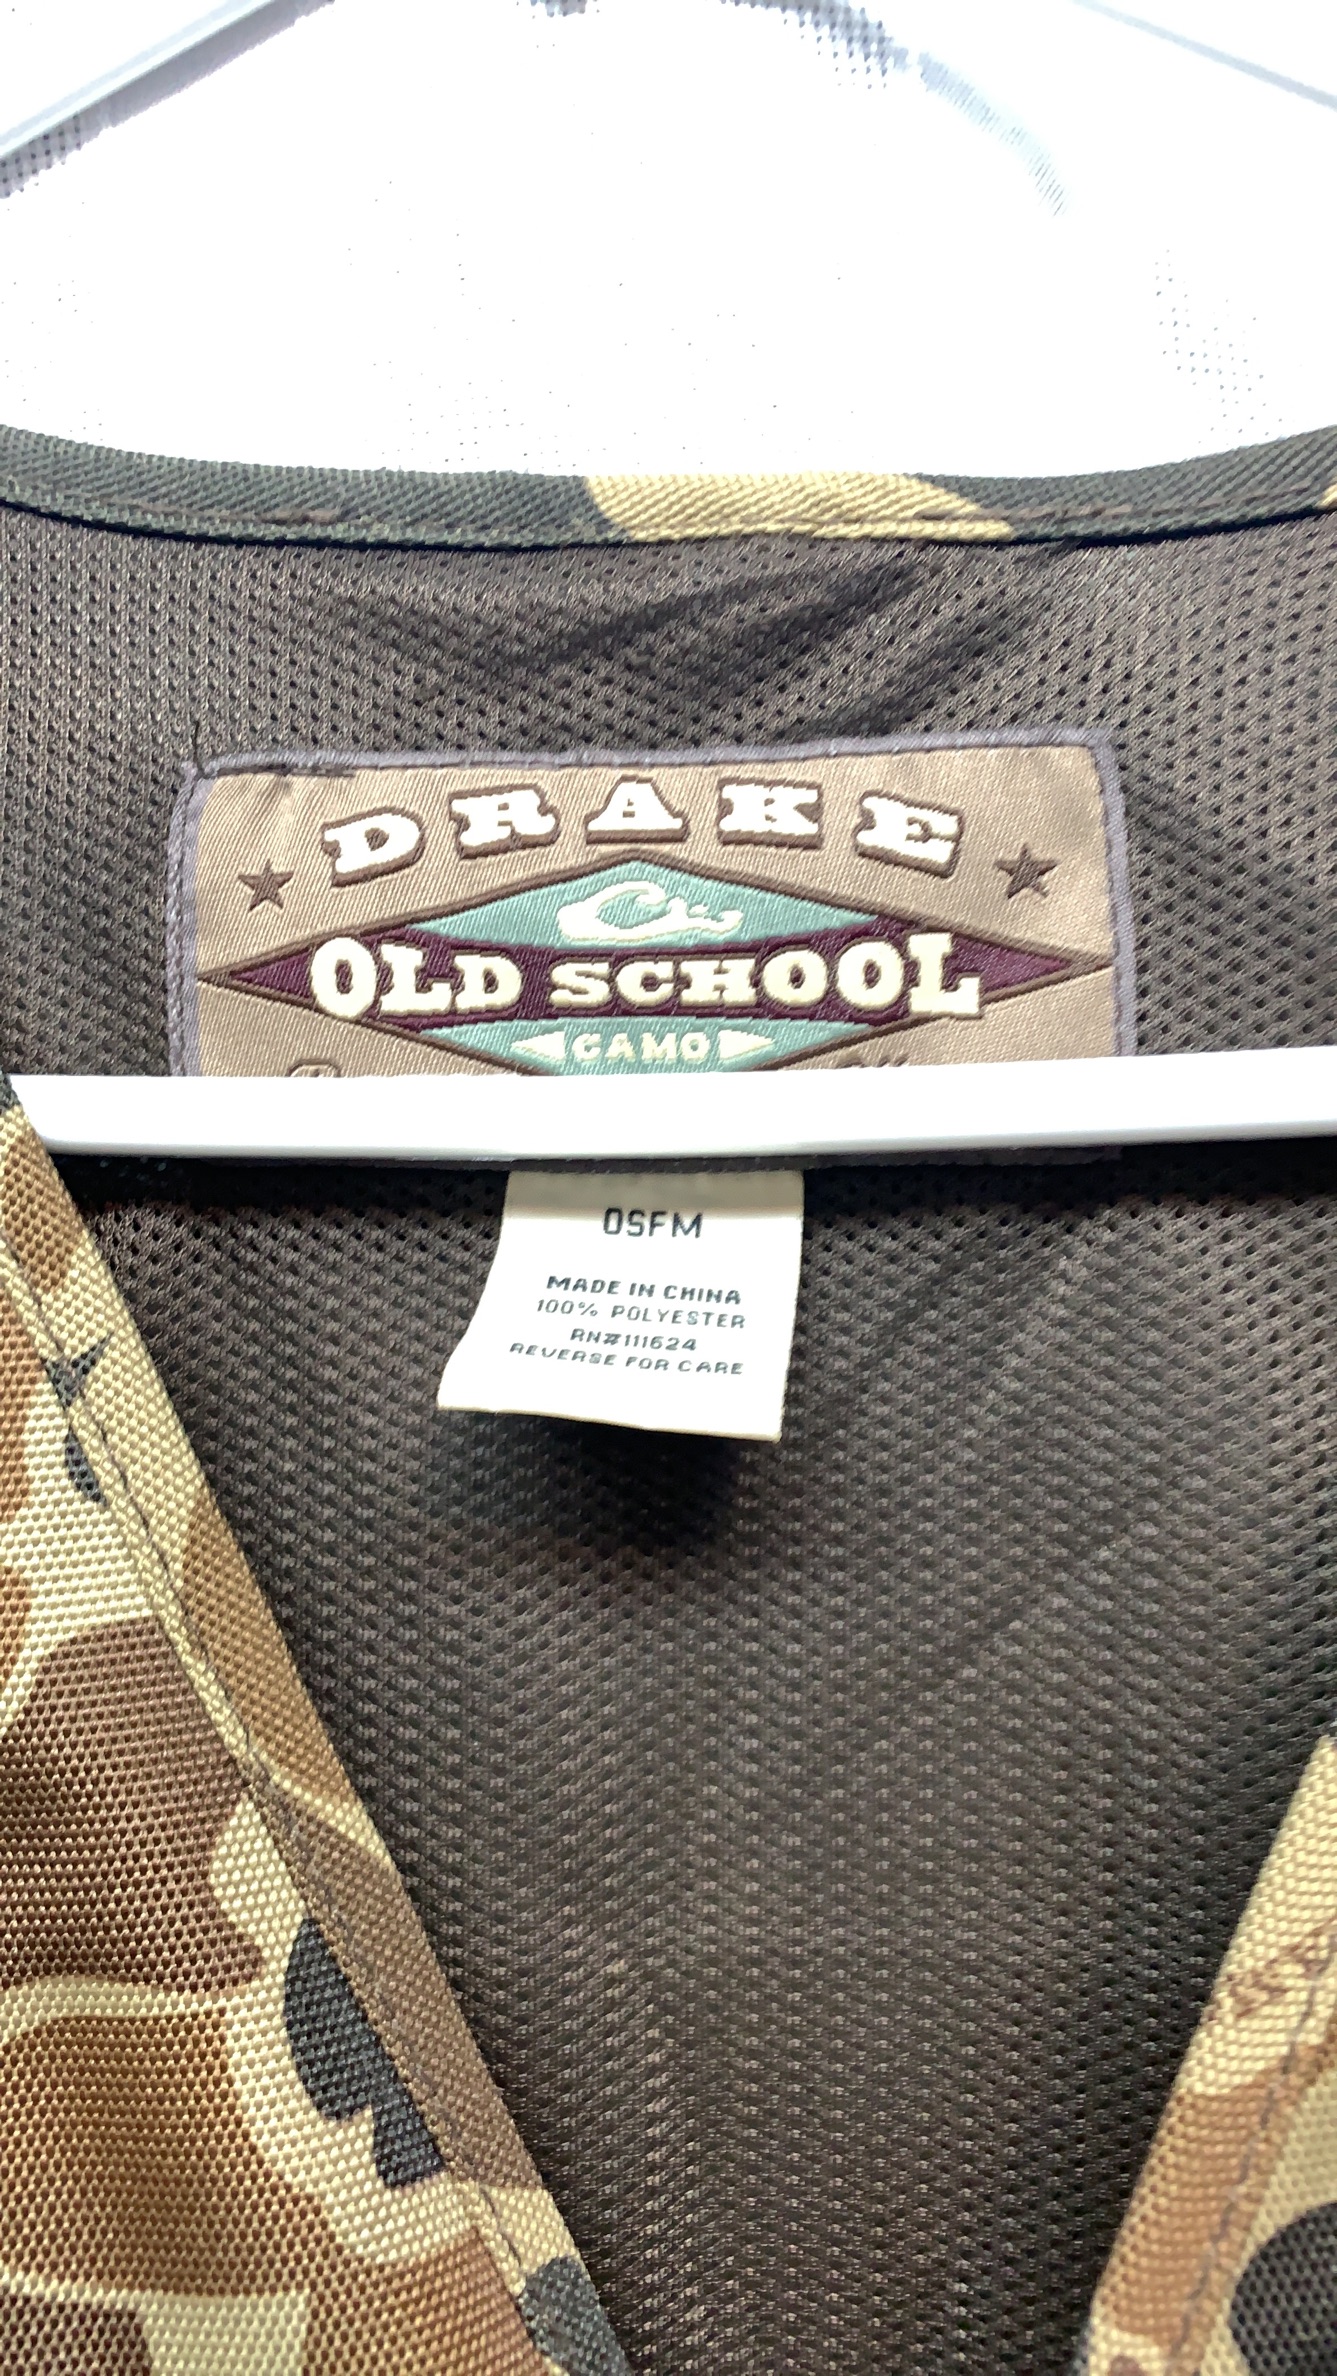 DRAKE
OLD SCHOOL
CAMO
OSFM
MADE IN CHINA
100% POLYESTER
RN#111624
REVERSE FOR CARE